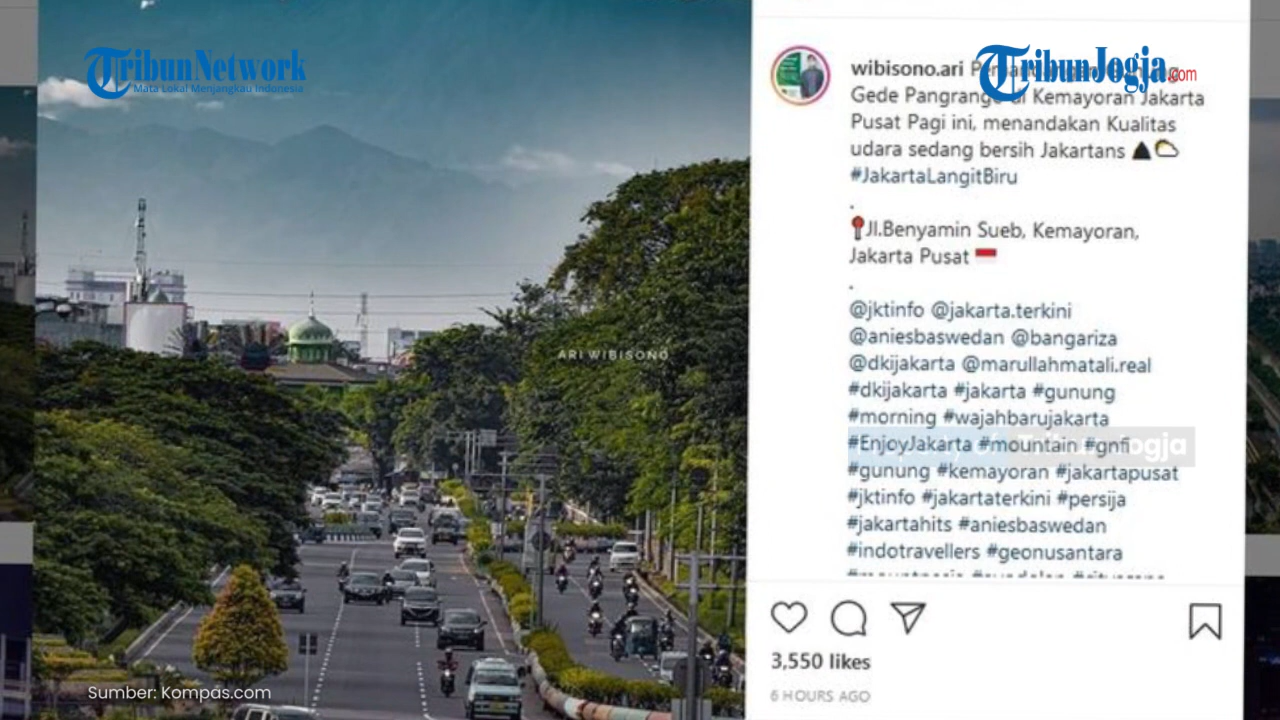 TribunNetwork
Mata Lokal Menjangkau Indonesia
TribunJogja.com
wibisono.ari
Gede Pangrango di Kemayoran Jakarta
Pusat Pagi ini, menandakan Kualitas
udara sedang bersih Jakartans
#JakartaLangitBiru
.
Jl.Benyamin Sueb, Kemayoran,
Jakarta Pusat
.
@jktinfo @jakarta.terkini
@aniesbaswedan @bangariza
@dkijakarta @marullahmatali.real
#dkijakarta #jakarta #gunung
#morning #wajahbarujakarta
#EnjoyJakarta #mountain #gnfi
#gunung #kemayoran #jakartapusat
#jktinfo #jakartaterkini #persija
#jakartahits #aniesbaswedan
#indotravellers #geonusantara
ARI WIBISONO
3,550 likes
6 HOURS AGO
Sumber: Kompas.com